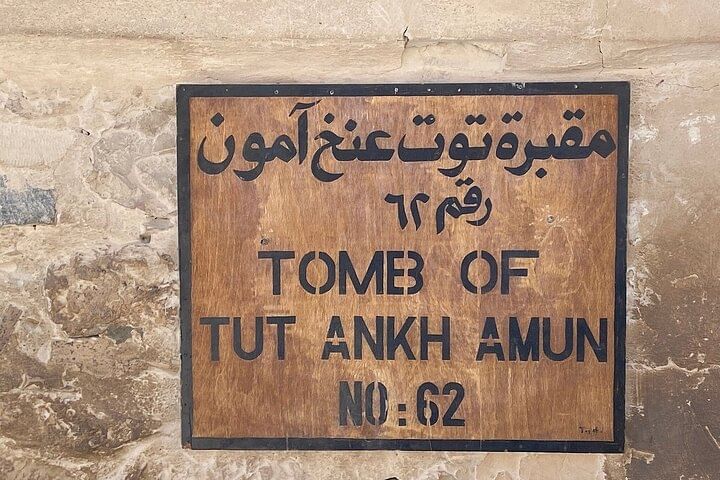 مقبرة توت عنخ آمون
رقم ٦٢
TOMB OF
TUT ANKH AMUN
NO: 62